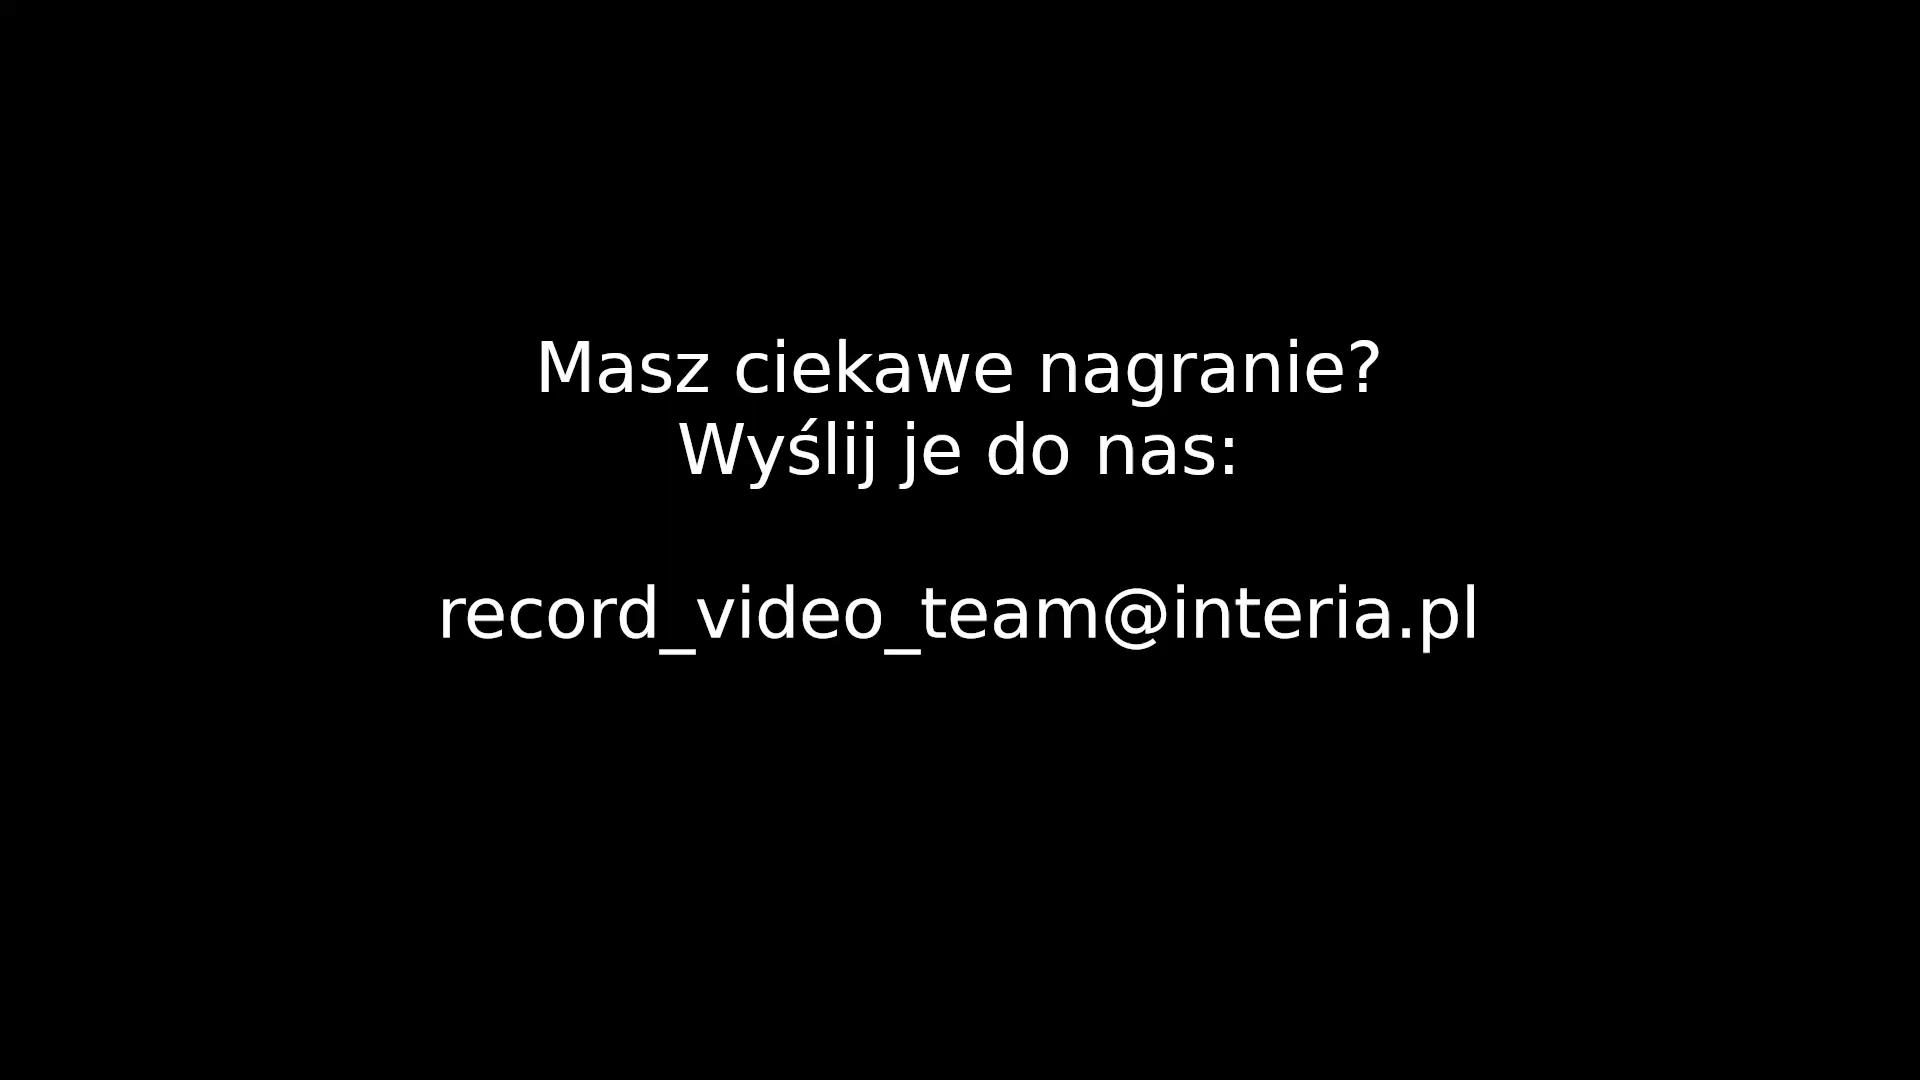 Masz ciekawe nagranie?
Wyślij je do nas:
record_video_team@interia.pl